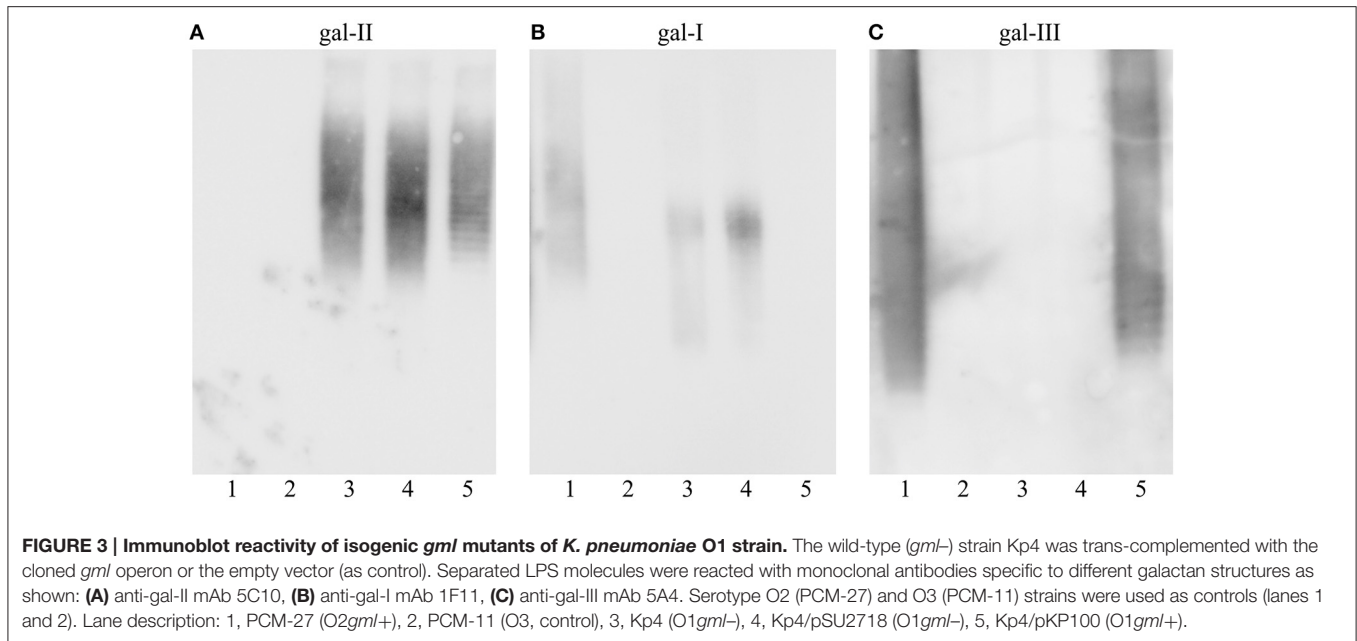 A gal-II B gal-I C gal-III
1 2 3 4 5 1 2 3 4 5 1 2 3 4 5
FIGURE 3 | Immunoblot reactivity of isogenic gml mutants of K. pneumoniae O1 strain. The wild-type (gml–) strain Kp4 was trans-complemented with the
cloned gml operon or the empty vector (as control). Separated LPS molecules were reacted with monoclonal antibodies specific to different galactan structures as
shown: (A) anti-gal-II mAb 5C10, (B) anti-gal-I mAb 1F11, (C) anti-gal-III mAb 5A4. Serotype O2 (PCM-27) and O3 (PCM-11) strains were used as controls (lanes 1
and 2). Lane description: 1, PCM-27 (O2gml+), 2, PCM-11 (O3, control), 3, Kp4 (O1gml–), 4, Kp4/pSU2718 (O1gml–), 5, Kp4/pKP100 (O1gml+).